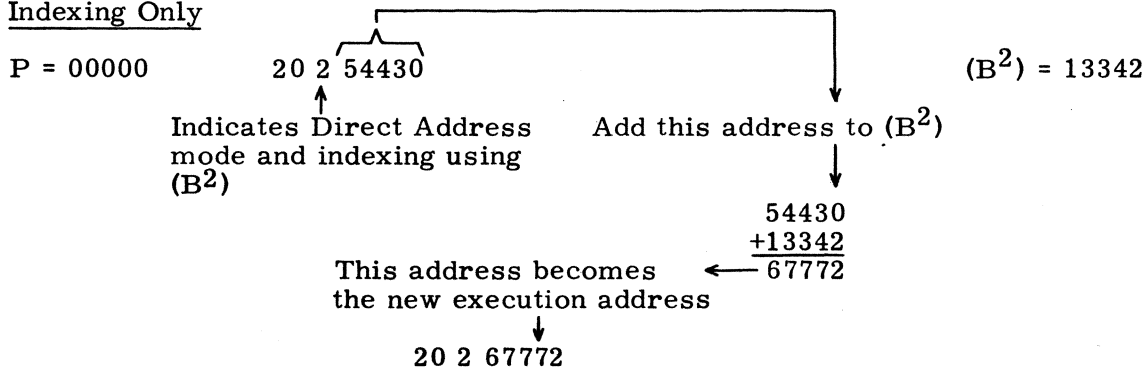 Indexing Only
P = 00000 20 2 54430 (B²) = 13342
Indicates Direct Address
mode and indexing using
(B²)
Add this address to (B²)
54430
+13342
67772
This address becomes
the new execution address
20 2 67772